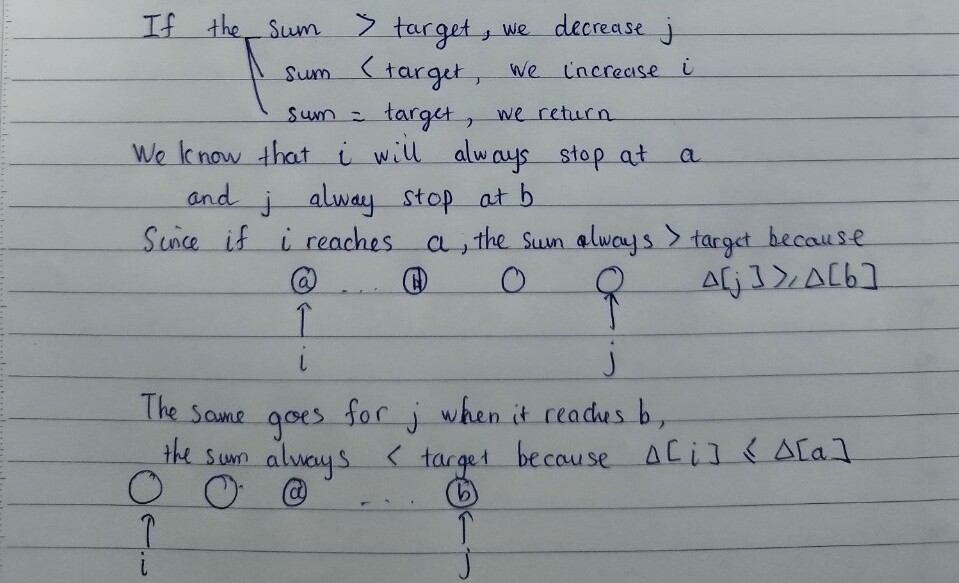 If the sum > target, we decrease j
sum < target, we increase i
sum = target, we return
We know that i will always stop at a
and j alway stop at b
Since if i reaches a, the sum always > target because
a ... b Δ[j] ≥ Δ[b]
i j
The same goes for j when it reaches b,
the sum always < target because Δ[i] ≤ Δ[a]
a ... b
i j